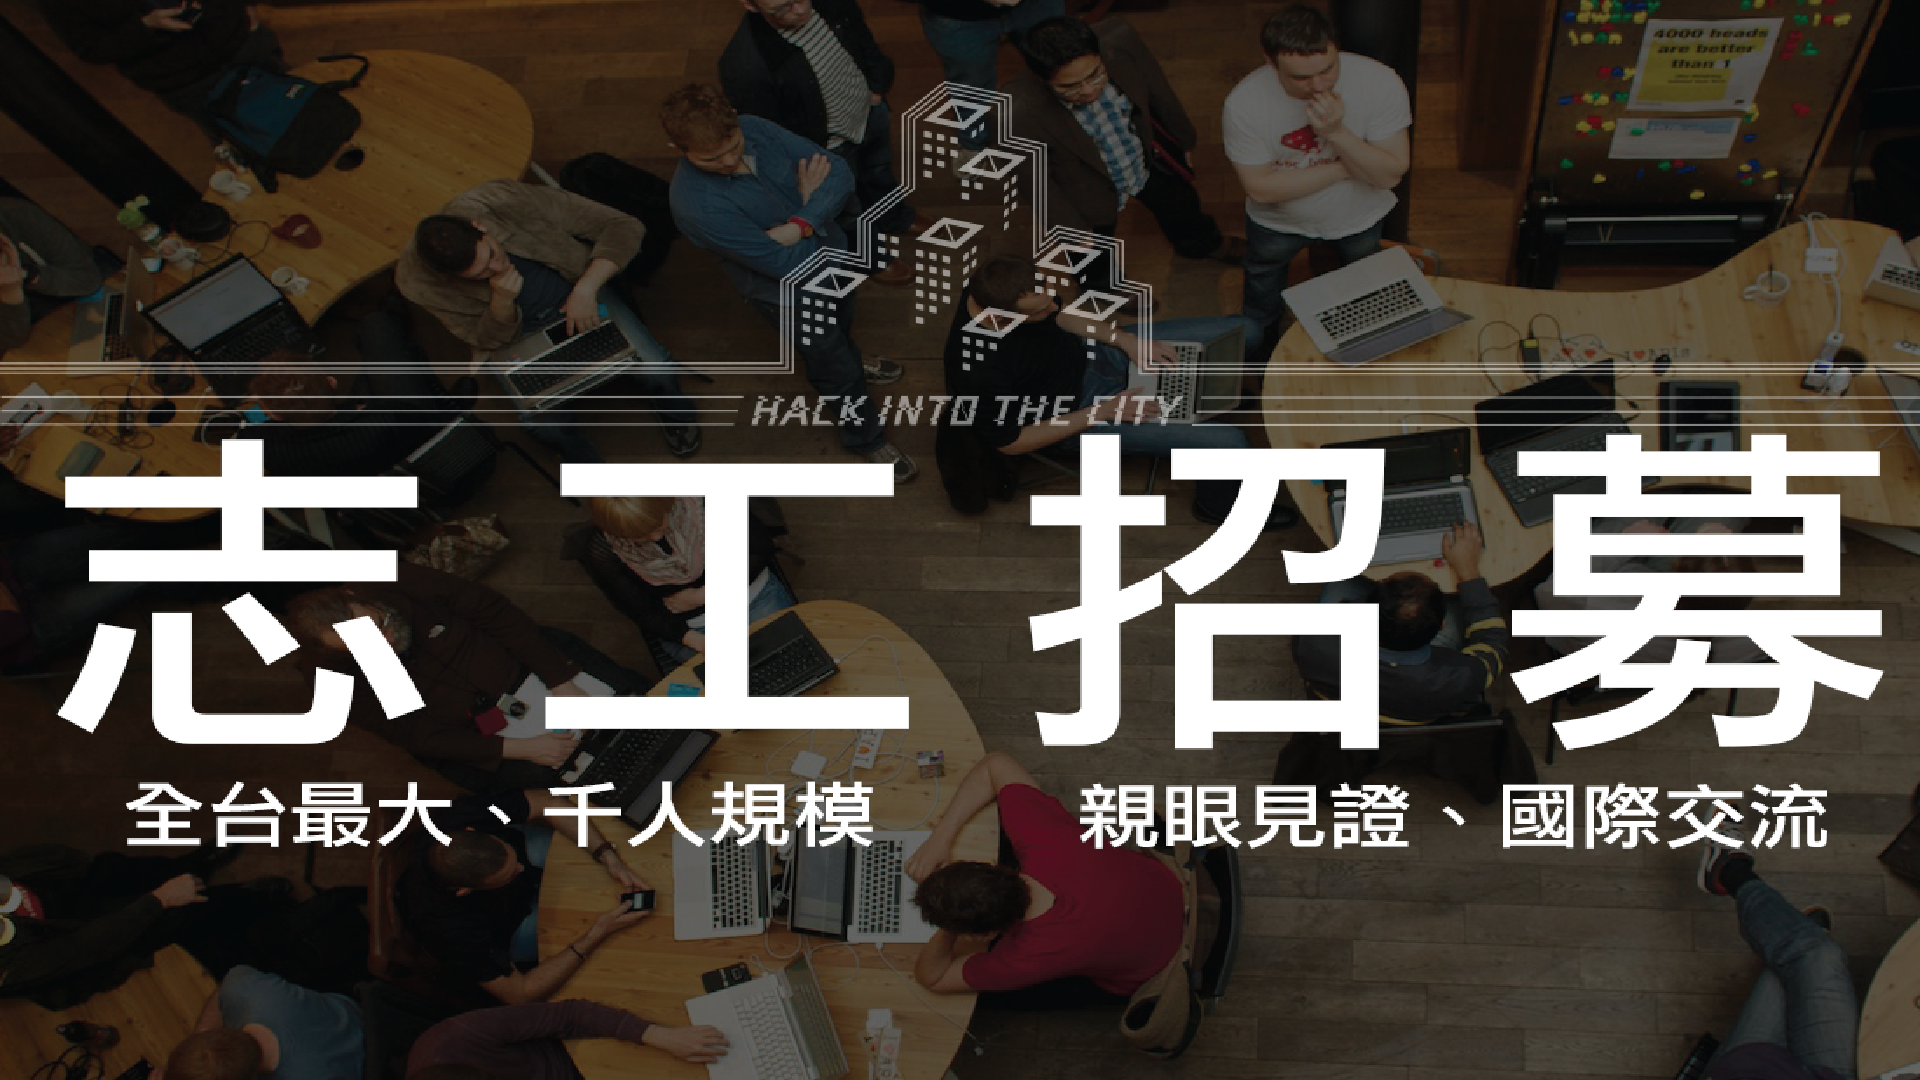 4000 heads
are better
than 1
HACK INTO THE CITY
志工招募
全台最大、千人規模
親眼見證、國際交流